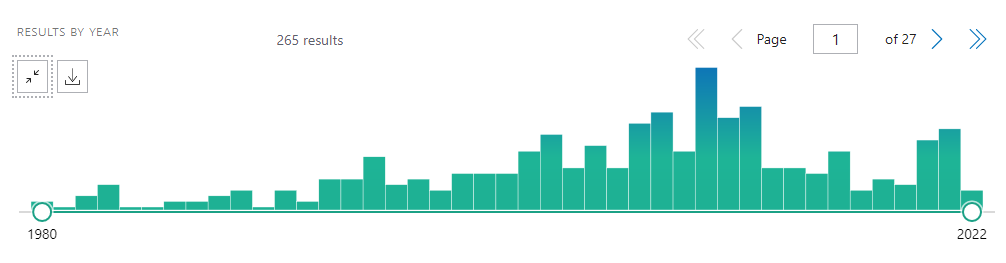 RESULTS BY YEAR
265 results
Page 1 of 27
1980
2022